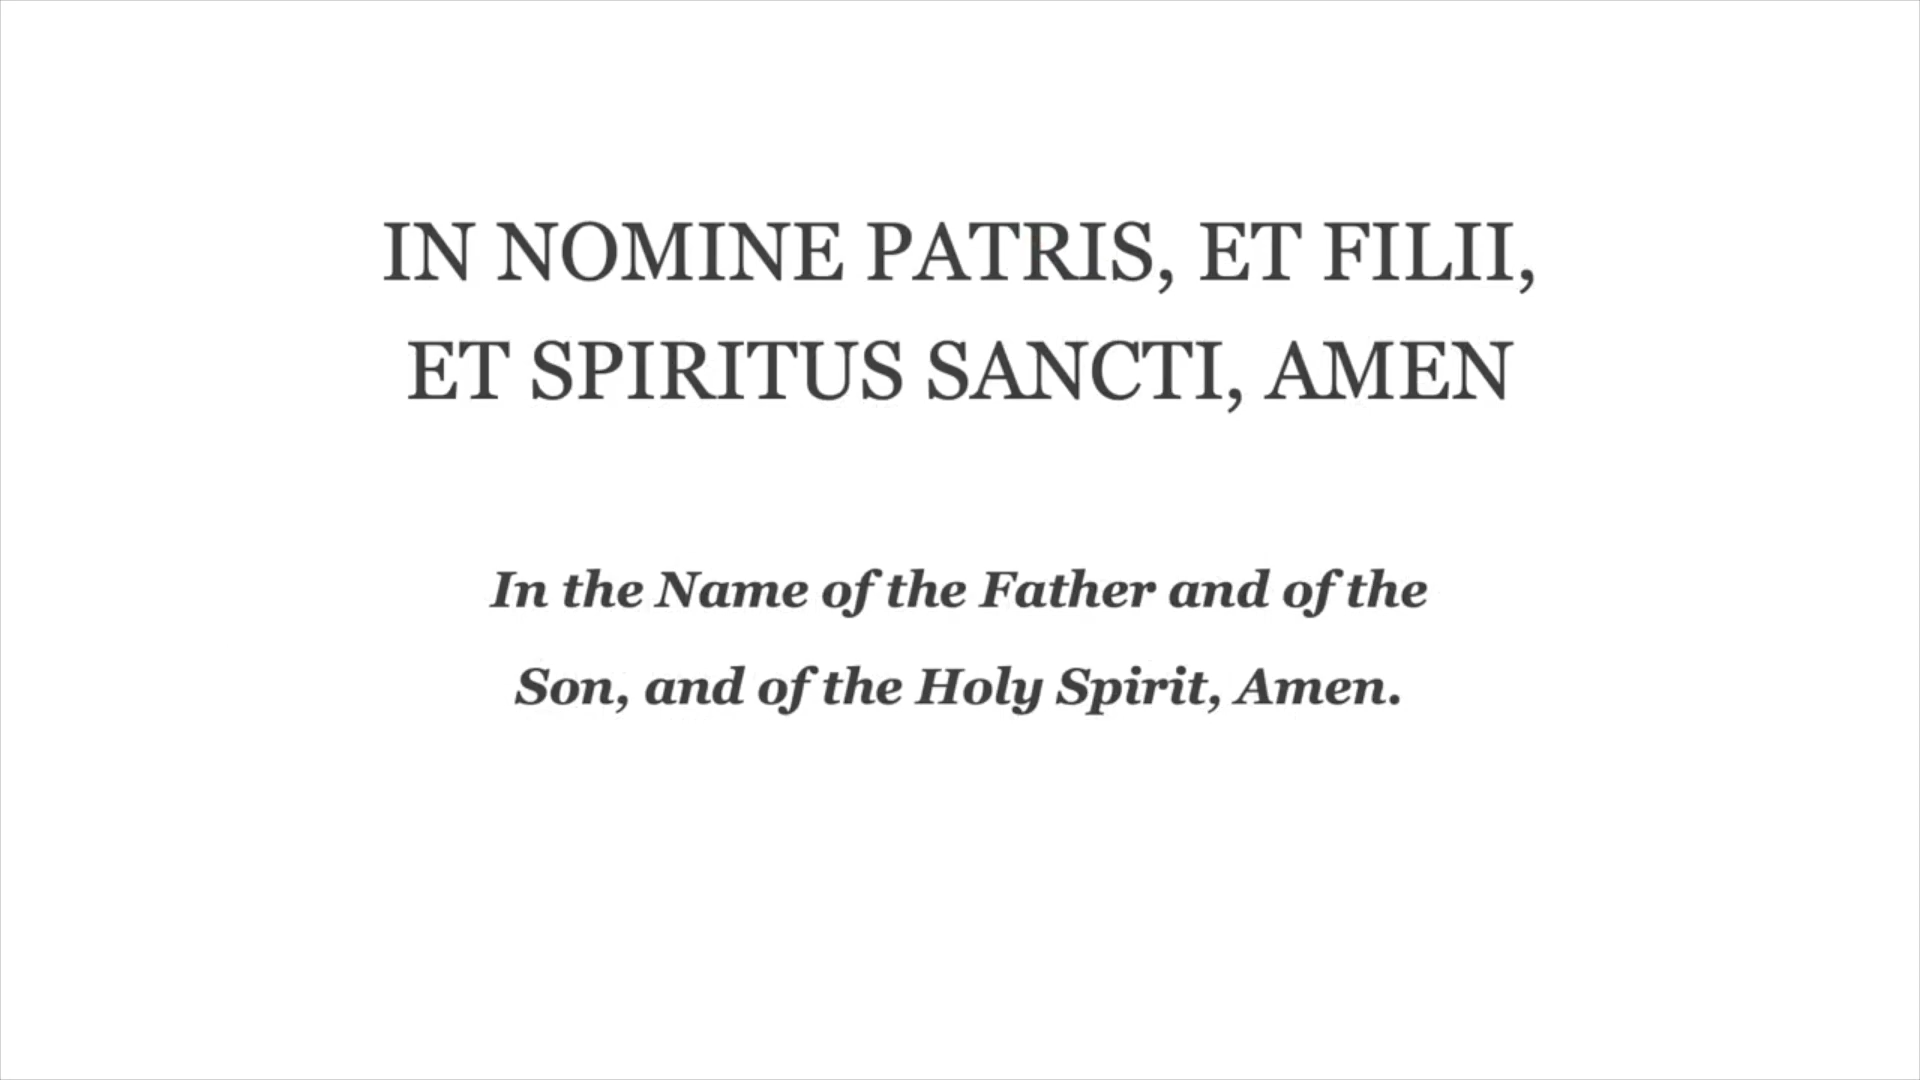 IN NOMINE PATRIS, ET FILII,
ET SPIRITUS SANCTI, AMEN
In the Name of the Father and of the
Son, and of the Holy Spirit, Amen.